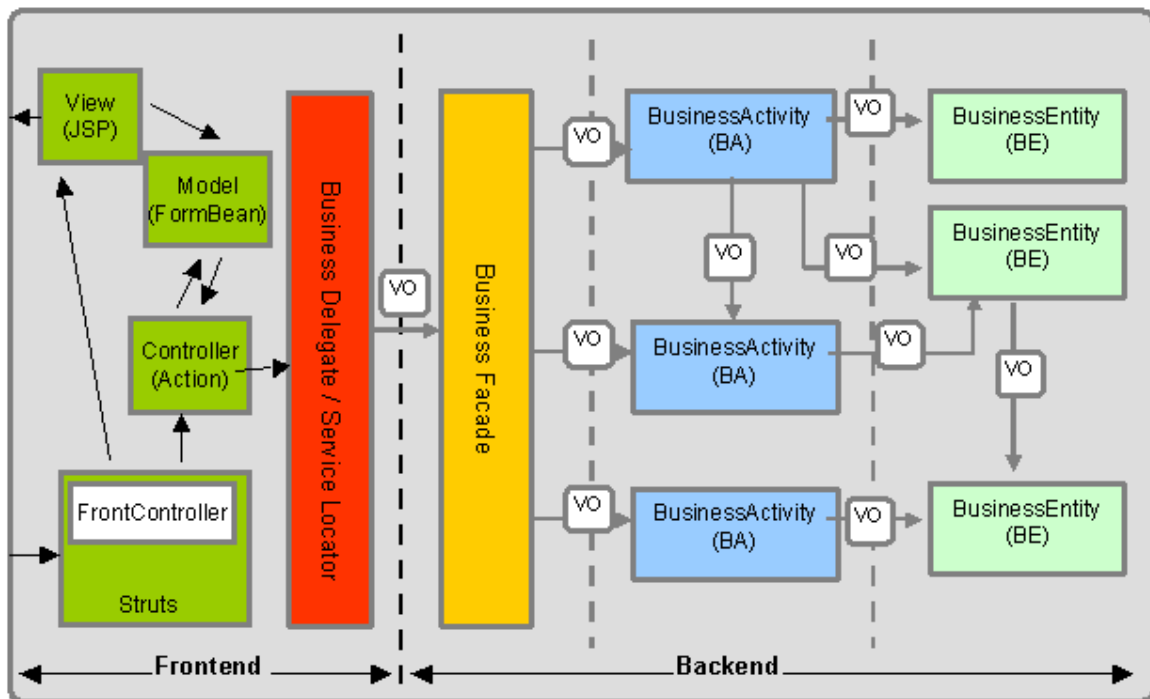 View
(JSP)
Model
(FormBean)
Controller
(Action)
FrontController
Struts
Business Delegate / Service Locator
VO
Business Facade
VO
VO
VO
BusinessActivity
(BA)
VO
BusinessActivity
(BA)
BusinessActivity
(BA)
VO
VO
VO
VO
BusinessEntity
(BE)
BusinessEntity
(BE)
VO
BusinessEntity
(BE)
Frontend
Backend